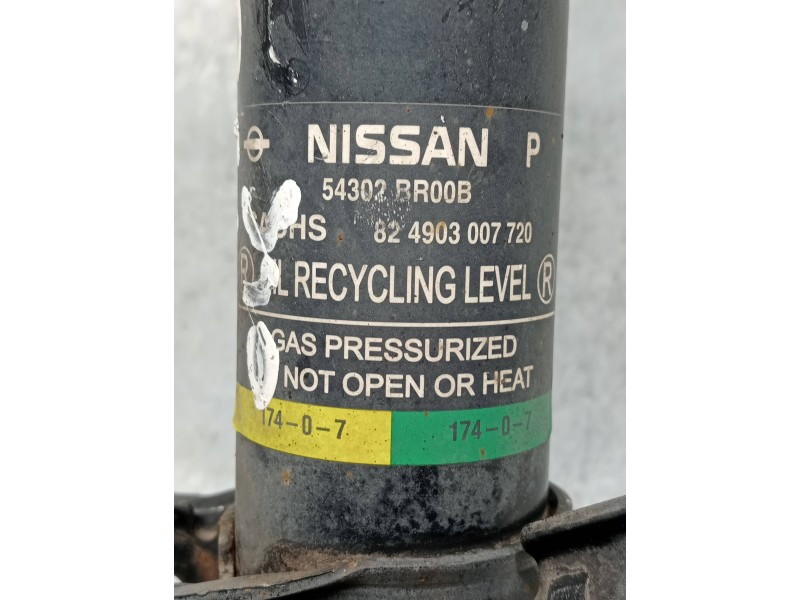 NISSAN P
54302 BR00B
82 4903 007 720
® RECYCLING LEVEL ®
GAS PRESSURIZED
NOT OPEN OR HEAT
174-0-7 174-0-7